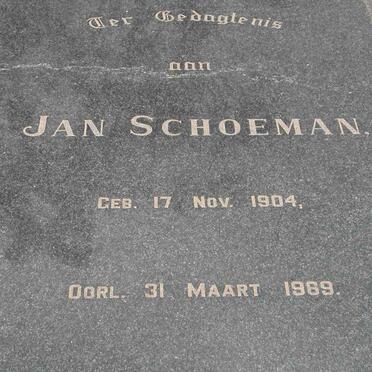 Ter Gedagtenis
aan
JAN SCHOEMAN,
GEB. 17 NOV. 1904,
OORL. 31 MAART 1969.